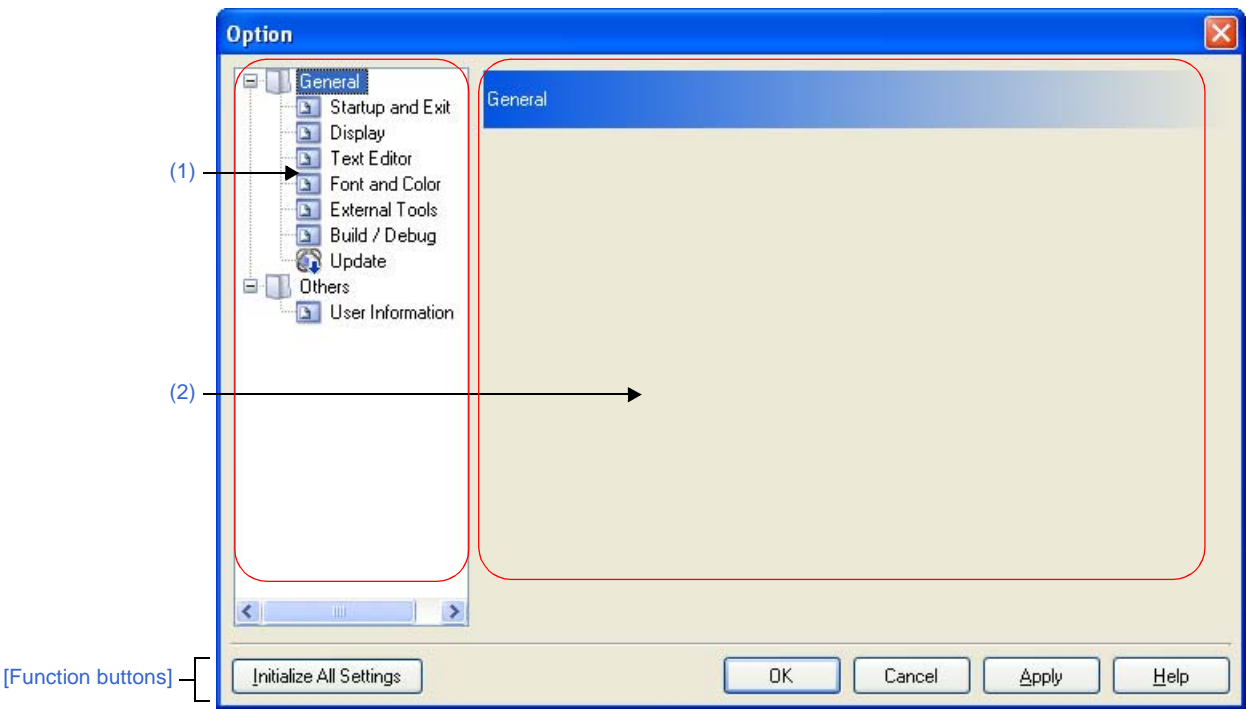 Option
General
Startup and Exit
Display
Text Editor
Font and Color
External Tools
Build / Debug
Update
Others
User Information
General
(1)
(2)
[Function buttons]
Initialize All Settings
OK
Cancel
Apply
Help